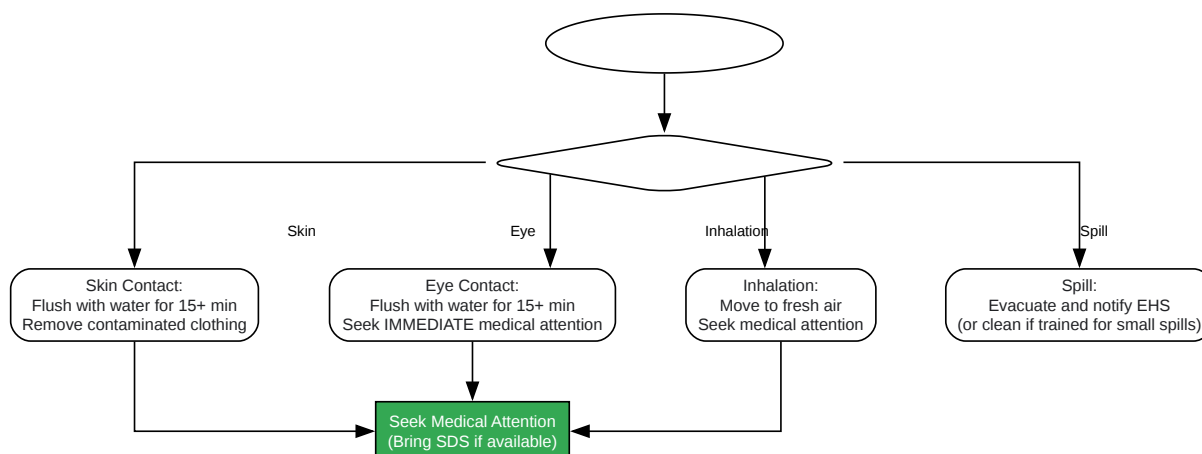 Skin
Eye
Inhalation
Spill
Skin Contact:
Flush with water for 15+ min
Remove contaminated clothing
Eye Contact:
Flush with water for 15+ min
Seek IMMEDIATE medical attention
Inhalation:
Move to fresh air
Seek medical attention
Spill:
Evacuate and notify EHS
(or clean if trained for small spills)
Seek Medical Attention
(Bring SDS if available)